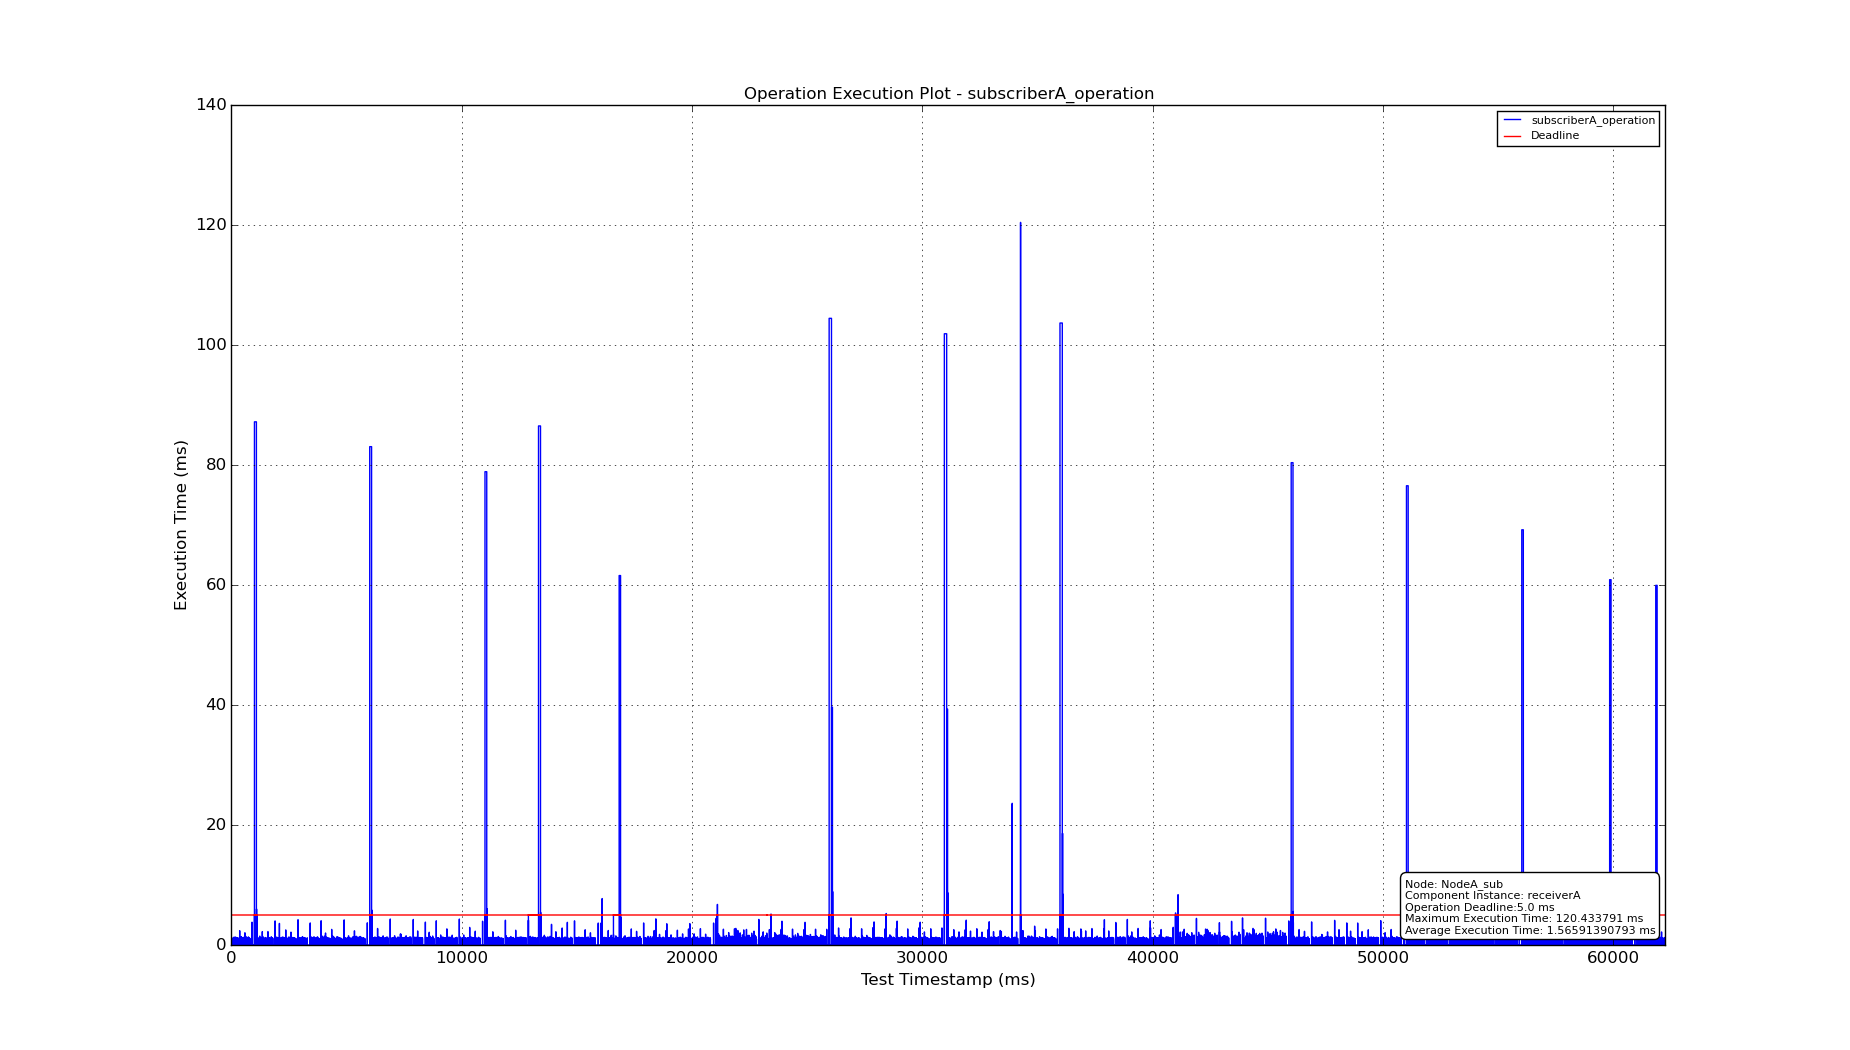 Operation Execution Plot - subscriberA_operation
140
120
100
80
60
40
20
0
Execution Time (ms)
subscriberA_operation
Deadline
Node: NodeA_sub
Component Instance: receiverA
Operation Deadline:5.0 ms
Maximum Execution Time: 120.433791 ms
Average Execution Time: 1.56591390793 ms
0 10000 20000 30000 40000 50000 60000
Test Timestamp (ms)